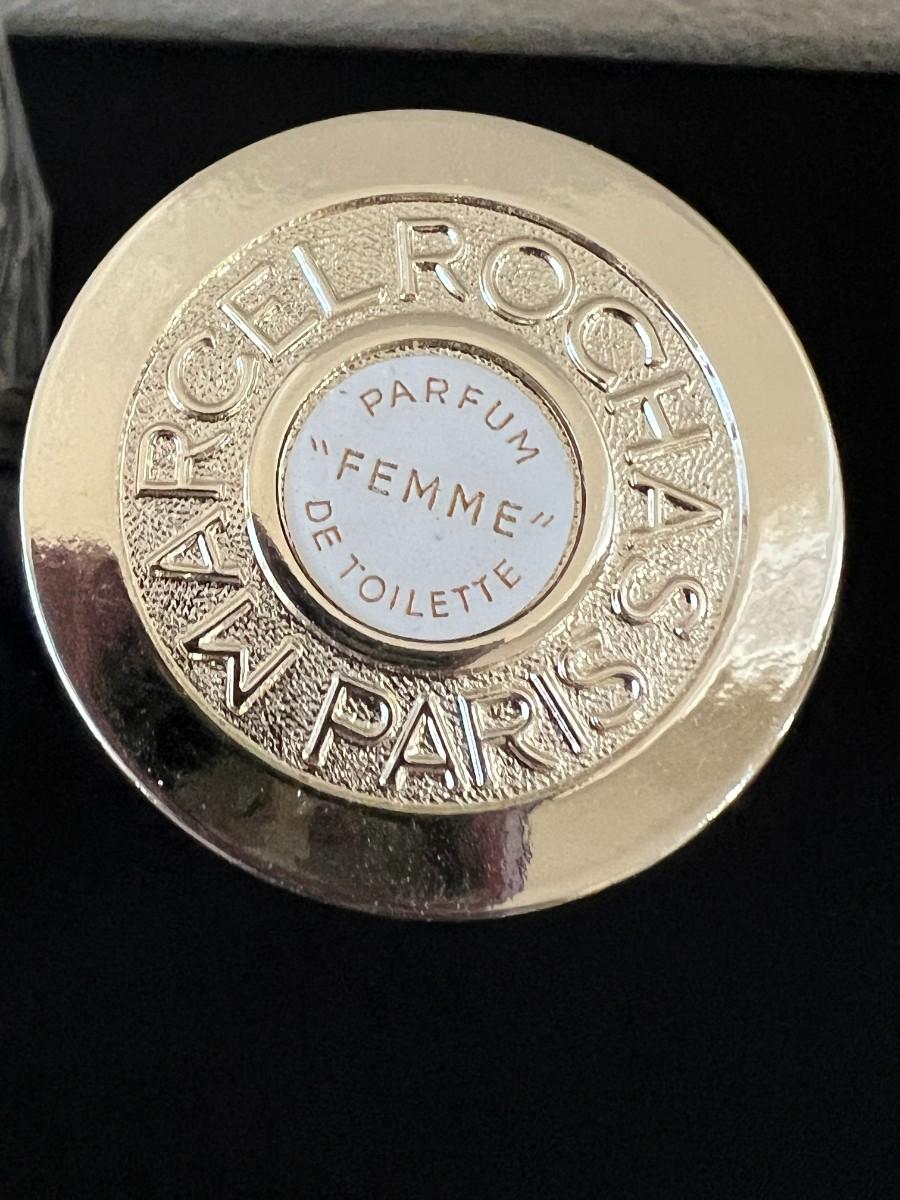 MARCEL ROCHAS
PARIS
PARFUM
"FEMME"
DE TOILETTE